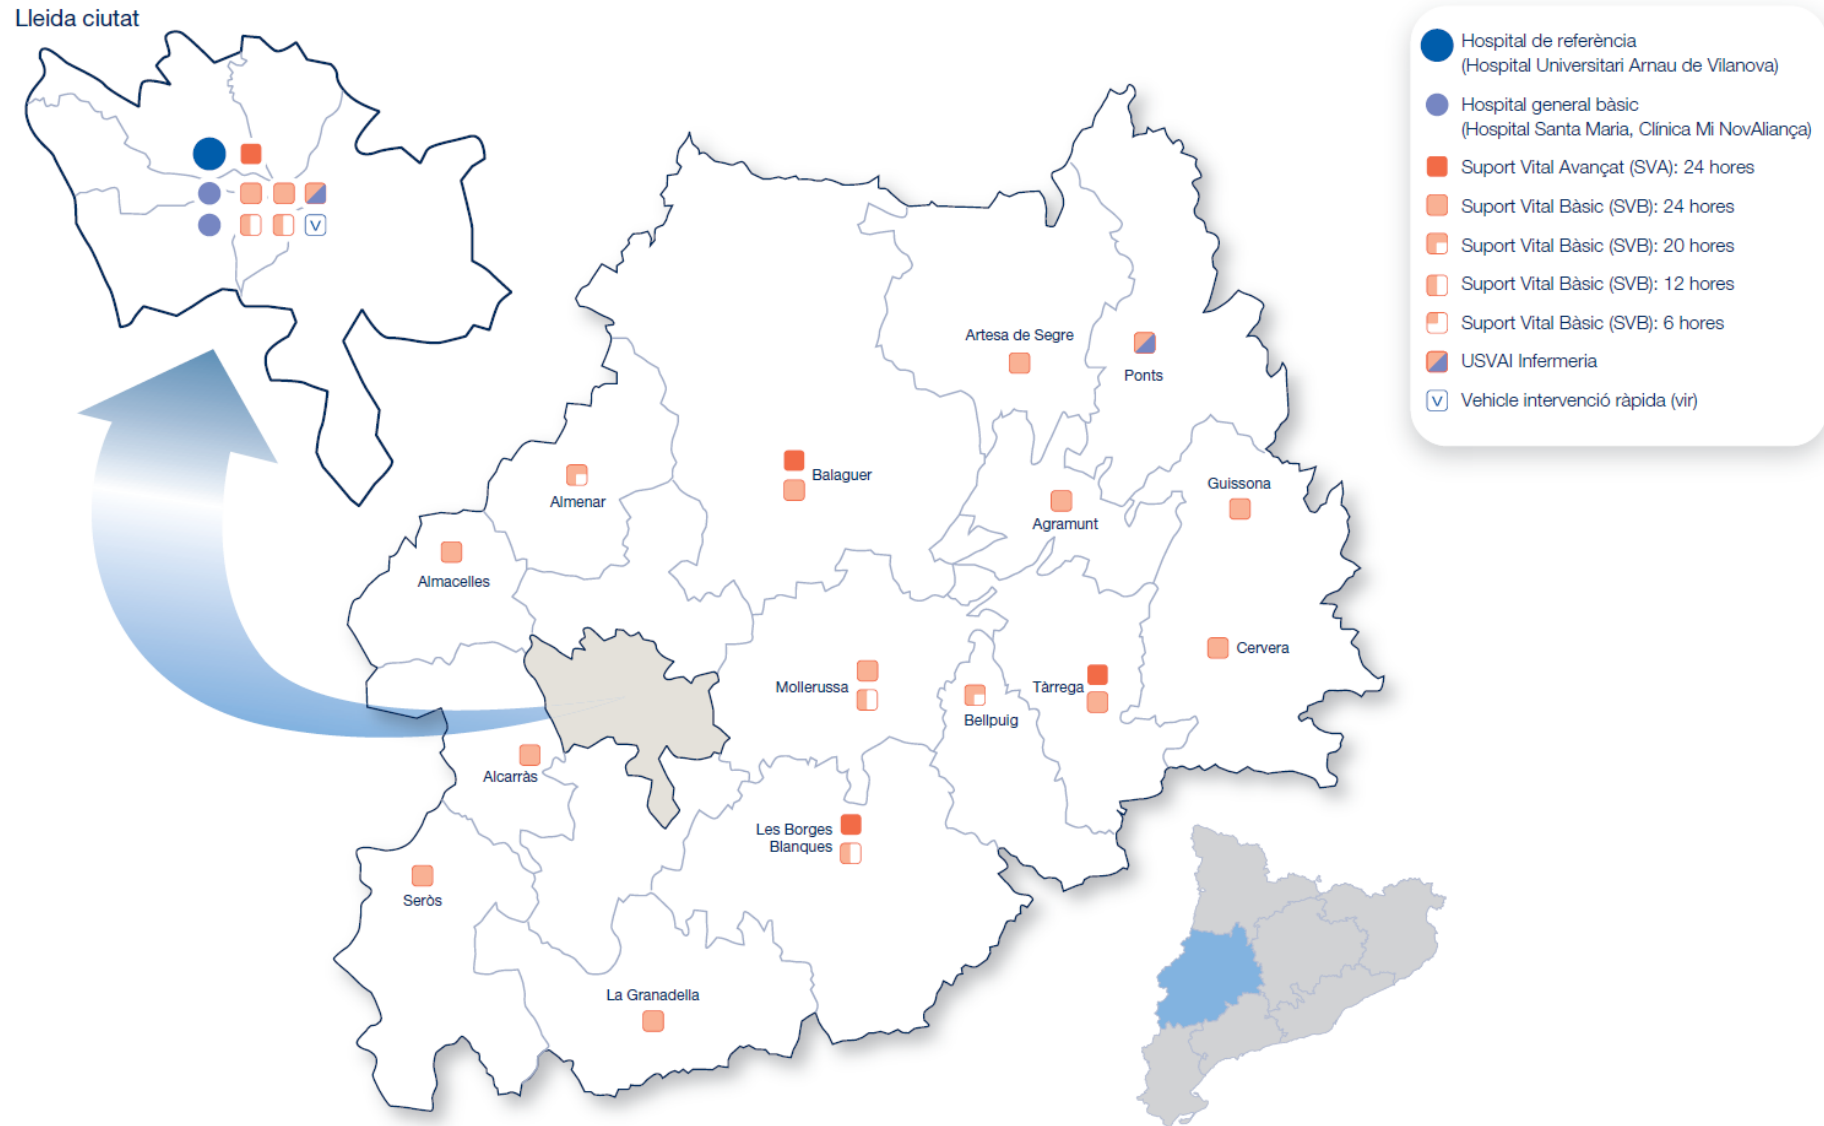 Lleida ciutat
Hospital de referència
(Hospital Universitari Arnau de Vilanova)
Hospital general bàsic
(Hospital Santa Maria, Clínica Mi NovAliança)
Suport Vital Avançat (SVA): 24 hores
Suport Vital Bàsic (SVB): 24 hores
Suport Vital Bàsic (SVB): 20 hores
Suport Vital Bàsic (SVB): 12 hores
Suport Vital Bàsic (SVB): 6 hores
USVAI Infermeria
V Vehicle intervenció ràpida (vir)
V
Artesa de Segre
Ponts
Balaguer
Almenar
Guissona
Agramunt
Almacelles
Cervera
Mollerussa
Tàrrega
Bellpuig
Alcarràs
Les Borges
Blanques
Seròs
La Granadella